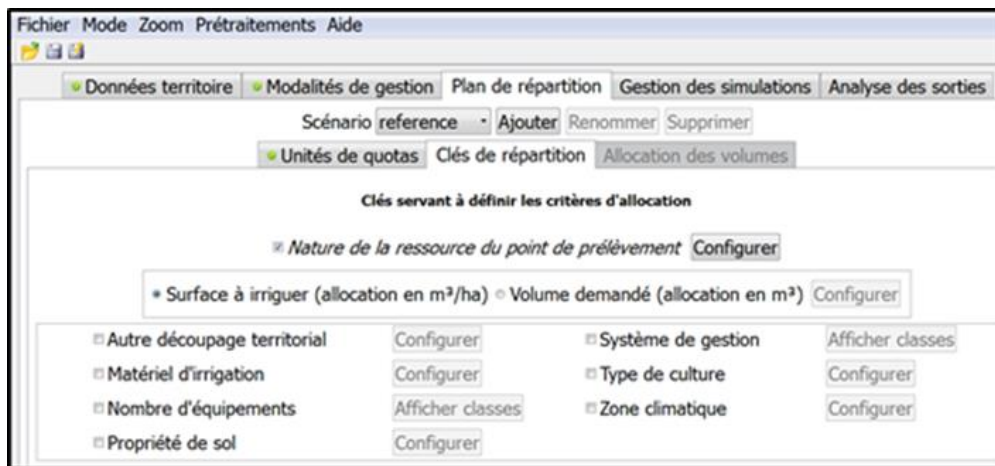 Fichier Mode Zoom Prétraitements Aide
Données territoire Modalités de gestion Plan de répartition Gestion des simulations Analyse des sorties
Scénario reference Ajouter Renommer Supprimer
Unités de quotas Clés de répartition Allocation des volumes
Clés servant à définir les critères d'allocation
Nature de la ressource du point de prélèvement Configurer
Surface à irriguer (allocation en m³/ha) Volume demandé (allocation en m³) Configurer
Autre découpage territorial Configurer Système de gestion Afficher classes
Matériel d'irrigation Configurer Type de culture Configurer
Nombre d'équipements Afficher classes Zone climatique Configurer
Propriété de sol Configurer